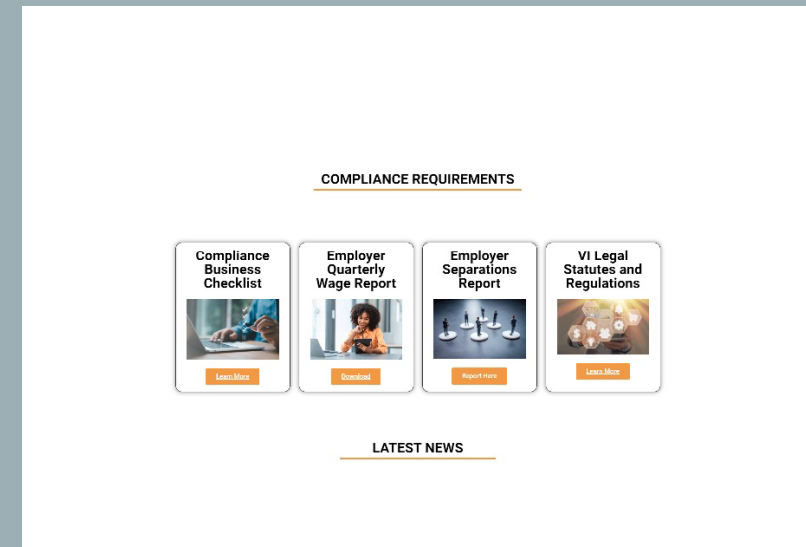 COMPLIANCE REQUIREMENTS
Compliance
Business
Checklist
Learn More
Employer
Quarterly
Wage Report
Download
Employer
Separations
Report
Report Here
VI Legal
Statutes and
Regulations
Learn More
LATEST NEWS